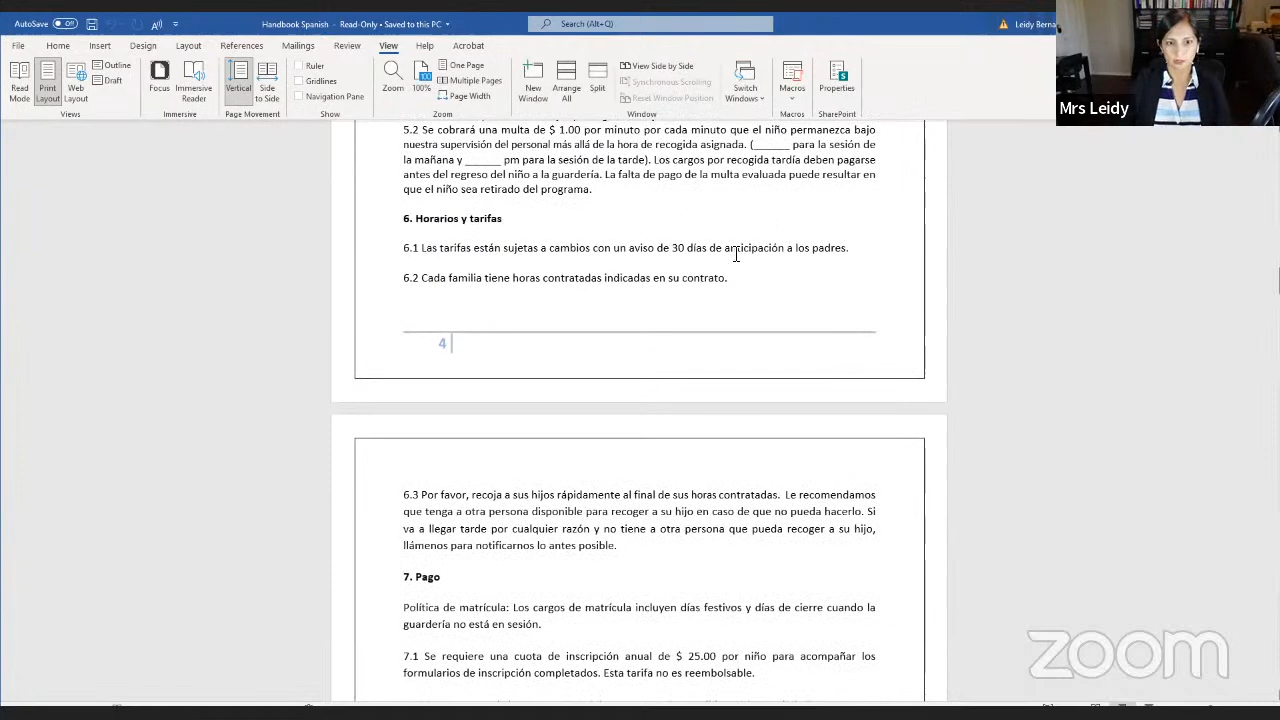 AutoSave Off Handbook Spanish - Read-Only • Saved to this PC Search (Alt+Q) Leidy Berna
File Home Insert Design Layout References Mailings Review View Help Acrobat
Read Mode Print Layout Web Layout Outline Draft Focus Immersive Reader Vertical Side to Side Ruler Gridlines Navigation Pane Zoom 100% One Page Multiple Pages Page Width New Window Arrange All Split View Side by Side Synchronous Scrolling Reset Window Position Switch Windows Macros Properties
Views Immersive Page Movement Show Zoom Window Macros SharePoint
Mrs Leidy
5.2 Se cobrará una multa de $ 1.00 por minuto por cada minuto que el niño permanezca bajo
nuestra supervisión del personal más allá de la hora de recogida asignada. (______ para la sesión de
la mañana y ______ pm para la sesión de la tarde). Los cargos por recogida tardía deben pagarse
antes del regreso del niño a la guardería. La falta de pago de la multa evaluada puede resultar en
que el niño sea retirado del programa.
6. Horarios y tarifas
6.1 Las tarifas están sujetas a cambios con un aviso de 30 días de anticipación a los padres.
6.2 Cada familia tiene horas contratadas indicadas en su contrato.
4 |
6.3 Por favor, recoja a sus hijos rápidamente al final de sus horas contratadas. Le recomendamos
que tenga a otra persona disponible para recoger a su hijo en caso de que no pueda hacerlo. Si
va a llegar tarde por cualquier razón y no tiene a otra persona que pueda recoger a su hijo,
llámenos para notificarnos lo antes posible.
7. Pago
Política de matrícula: Los cargos de matrícula incluyen días festivos y días de cierre cuando la
guardería no está en sesión.
7.1 Se requiere una cuota de inscripción anual de $ 25.00 por niño para acompañar los
formularios de inscripción completados. Esta tarifa no es reembolsable.
zoom